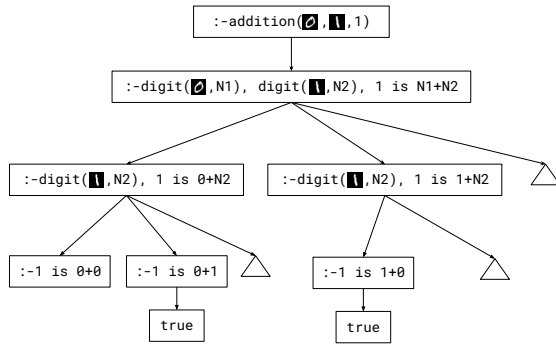 :-addition(0,1,1)
:-digit(0,N1), digit(1,N2), 1 is N1+N2
:-digit(1,N2), 1 is 0+N2
:-digit(1,N2), 1 is 1+N2
:-1 is 0+0
:-1 is 0+1
:-1 is 1+0
true
true